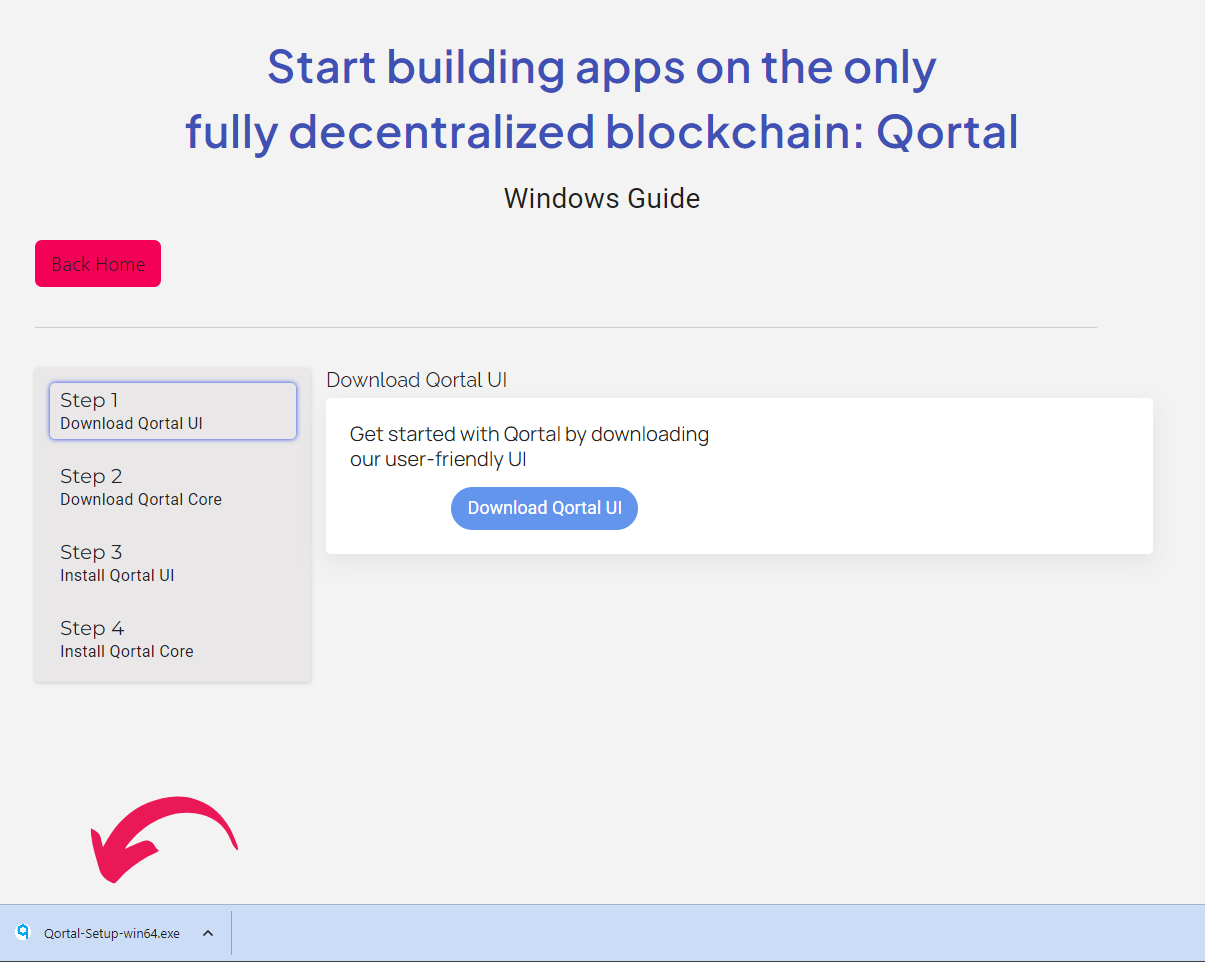 Start building apps on the only
fully decentralized blockchain: Qortal
Windows Guide
Back Home
Step 1
Download Qortal UI
Step 2
Download Qortal Core
Step 3
Install Qortal UI
Step 4
Install Qortal Core
Download Qortal UI
Get started with Qortal by downloading
our user-friendly UI
Download Qortal UI
Qortal-Setup-win64.exe